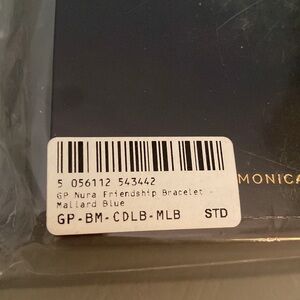 5 056112 543442
GP Nura Friendship Bracelet -
Mallard Blue
GP-BM-CDLB-MLB STD
MONICA